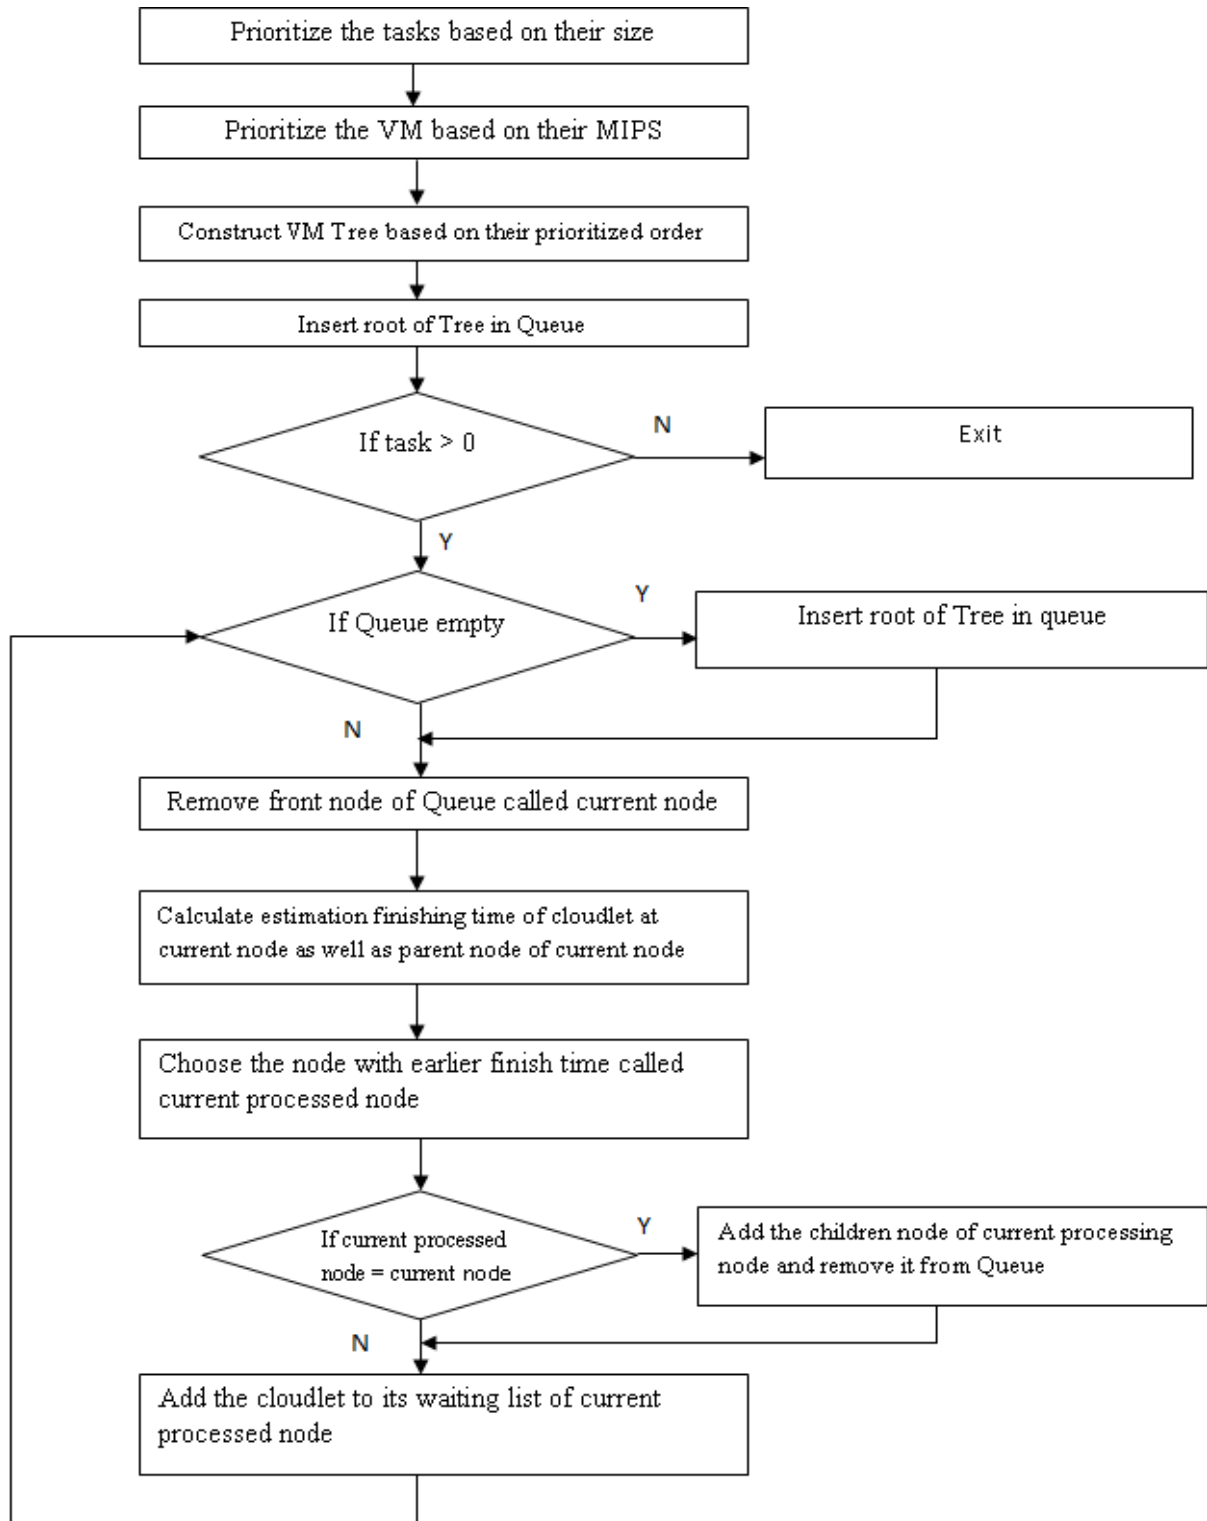 Prioritize the tasks based on their size
Prioritize the VM based on their MIPS
Construct VM Tree based on their prioritized order
Insert root of Tree in Queue
If task > 0
N
Exit
Y
If Queue empty
Y
Insert root of Tree in queue
N
Remove front node of Queue called current node
Calculate estimation finishing time of cloudlet at
current node as well as parent node of current node
Choose the node with earlier finish time called
current processed node
If current processed
node = current node
Y
Add the children node of current processing
node and remove it from Queue
N
Add the cloudlet to its waiting list of current
processed node